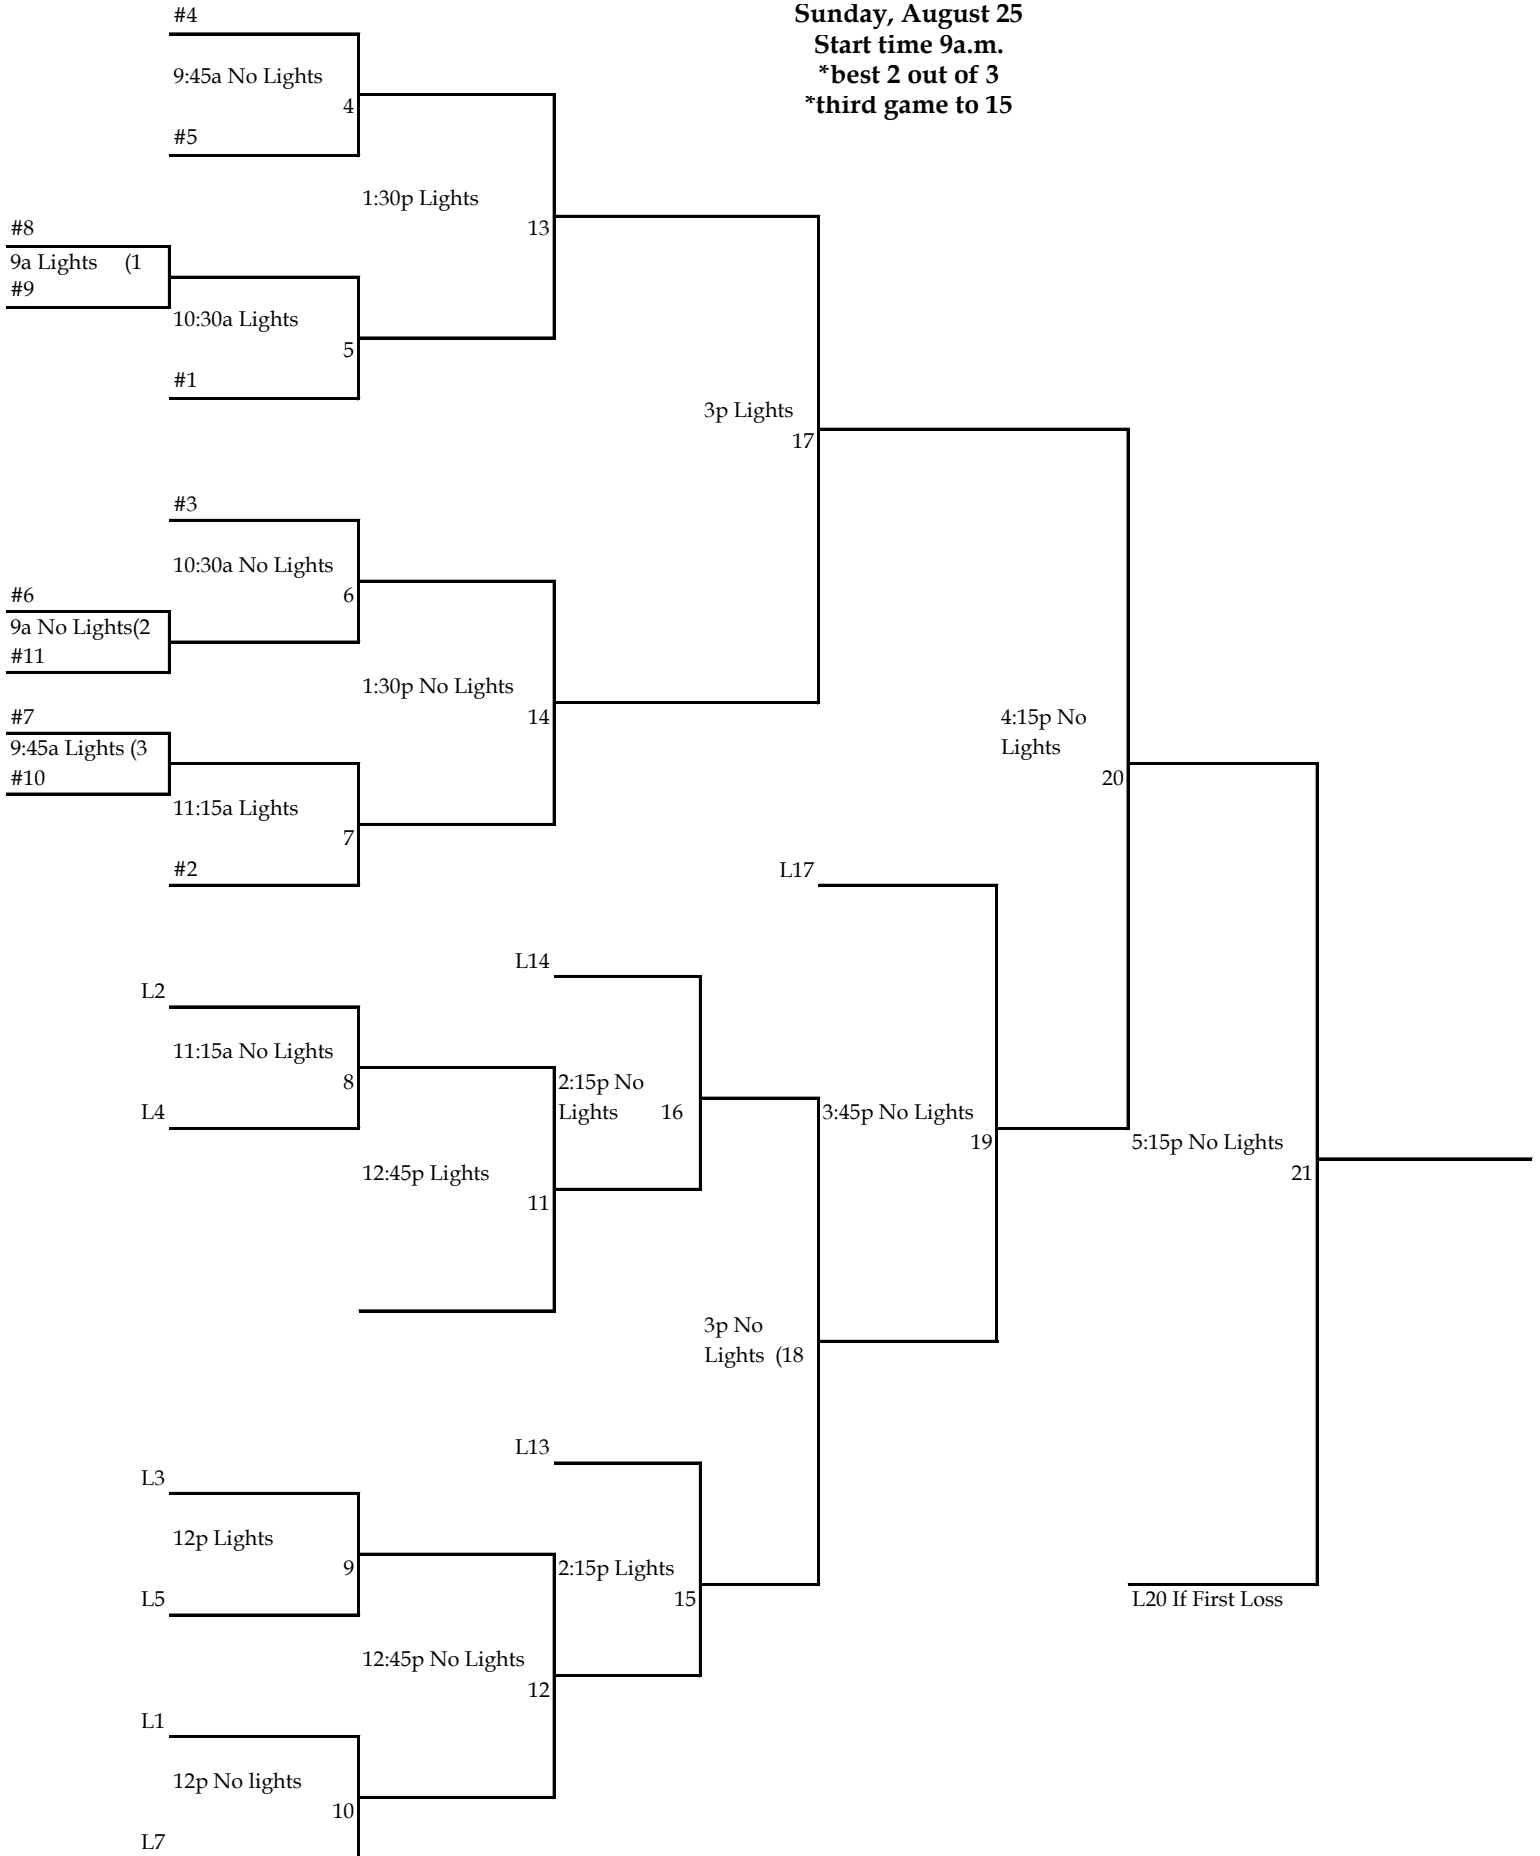 Sunday, August 25
Start time 9a.m.
*best 2 out of 3
*third game to 15
#4
9:45a No Lights
4
#5
1:30p Lights
13
#8
9a Lights (1
#9
10:30a Lights
5
#1
3p Lights
17
#3
10:30a No Lights
6
#6
9a No Lights(2
#11
1:30p No Lights
14
#7
9:45a Lights (3
#10
11:15a Lights
7
#2
4:15p No
Lights
20
L17
L14
L2
11:15a No Lights
8
L4
2:15p No
Lights 16
3:45p No Lights
19
12:45p Lights
11
5:15p No Lights
21
3p No
Lights (18
L13
L3
12p Lights
9
L5
2:15p Lights
15
L20 If First Loss
12:45p No Lights
12
L1
12p No lights
10
L7